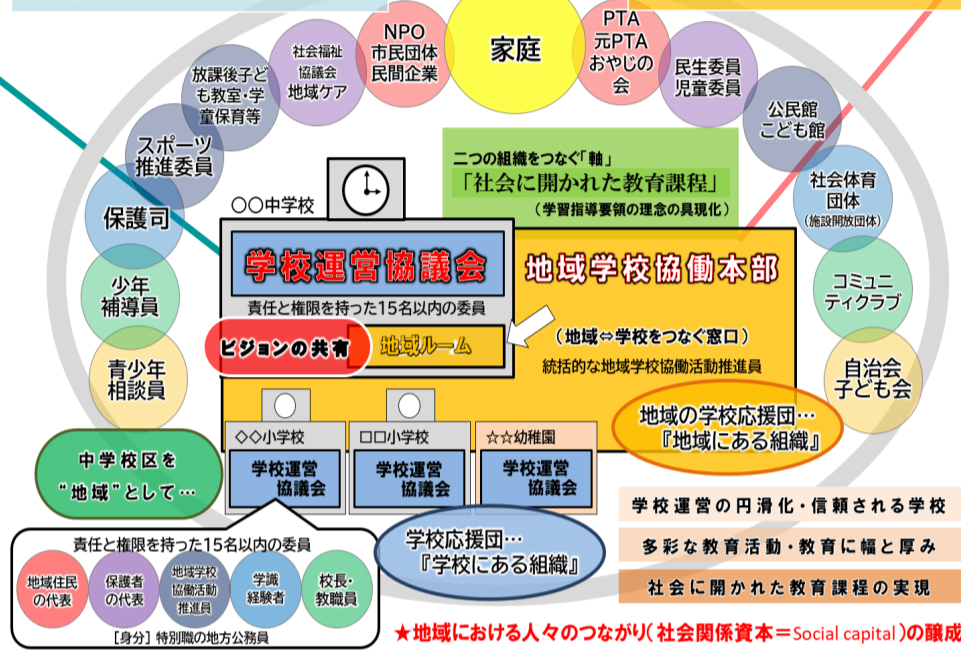 NPO
市民団体
民間企業
家庭
PTA
元PTA
おやじの
会
社会福祉
協議会
地域ケア
民生委員
児童委員
放課後子ど
も教室・学
童保育等
公民館
こども館
スポーツ
推進委員
社会体育
団体
(施設開放団体)
保護司
コミュニ
ティクラブ
少年
補導員
自治会
子ども会
青少年
相談員
二つの組織をつなぐ「軸」
「社会に開かれた教育課程」
(学習指導要領の理念の具現化)
〇〇中学校
学校運営協議会
責任と権限を持った15名以内の委員
ビジョンの共有
地域ルーム
地域学校協働本部
(地域⇔学校をつなぐ窓口)
統括的な地域学校協働活動推進員
地域の学校応援団…
『地域にある組織』
◇◇小学校
学校運営
協議会
□□小学校
学校運営
協議会
☆☆幼稚園
学校運営
協議会
中学校区を
“地域”として…
学校応援団…
『学校にある組織』
責任と権限を持った15名以内の委員
地域住民
の代表
保護者
の代表
地域学校
協働活動
推進員
学識
経験者
校長・
教職員
[身分] 特別職の地方公務員
学校運営の円滑化・信頼される学校
多彩な教育活動・教育に幅と厚み
社会に開かれた教育課程の実現
★地域における人々のつながり(社会関係資本＝Social capital)の醸成